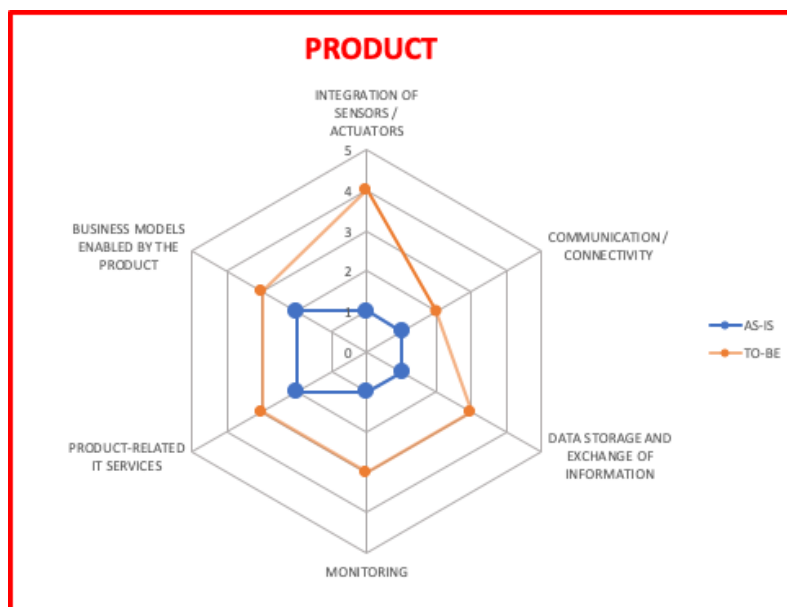 PRODUCT
INTEGRATION OF
SENSORS /
ACTUATORS
5
4
3
2
1
0
BUSINESS MODELS
ENABLED BY THE
PRODUCT
COMMUNICATION /
CONNECTIVITY
AS-IS
TO-BE
PRODUCT-RELATED
IT SERVICES
DATA STORAGE AND
EXCHANGE OF
INFORMATION
MONITORING